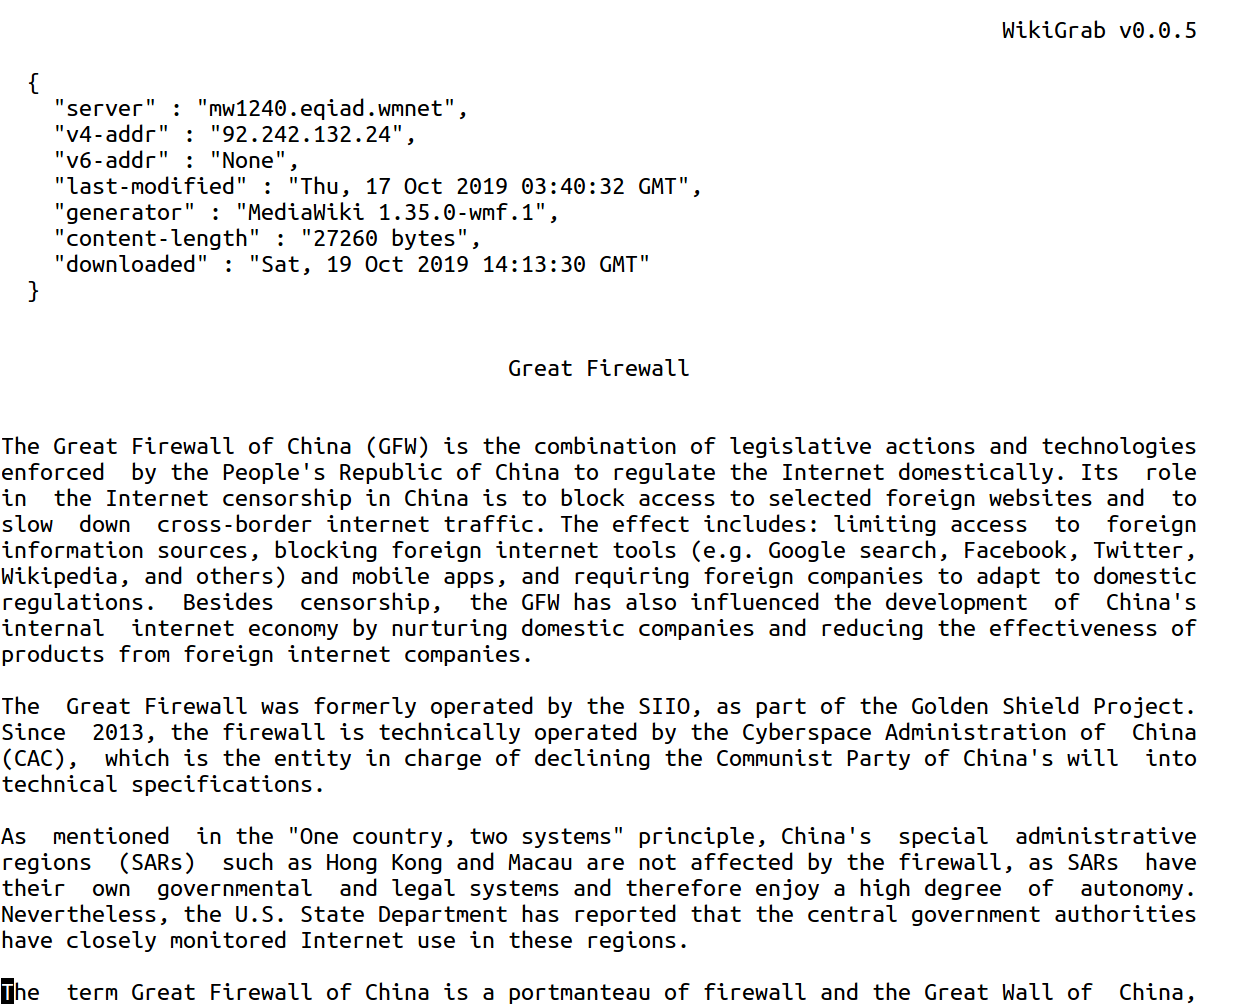 WikiGrab v0.0.5
{
"server" : "mw1240.eqiad.wmnet",
"v4-addr" : "92.242.132.24",
"v6-addr" : "None",
"last-modified" : "Thu, 17 Oct 2019 03:40:32 GMT",
"generator" : "MediaWiki 1.35.0-wmf.1",
"content-length" : "27260 bytes",
"downloaded" : "Sat, 19 Oct 2019 14:13:30 GMT"
}
Great Firewall
The Great Firewall of China (GFW) is the combination of legislative actions and technologies
enforced  by the People's Republic of China to regulate the Internet domestically. Its  role
in  the Internet censorship in China is to block access to selected foreign websites and  to
slow  down  cross-border internet traffic. The effect includes: limiting access  to  foreign
information sources, blocking foreign internet tools (e.g. Google search, Facebook, Twitter,
Wikipedia, and others) and mobile apps, and requiring foreign companies to adapt to domestic
regulations.  Besides  censorship,  the GFW has also influenced the development  of  China's
internal  internet economy by nurturing domestic companies and reducing the effectiveness of
products from foreign internet companies.
The  Great Firewall was formerly operated by the SIIO, as part of the Golden Shield Project.
Since  2013, the firewall is technically operated by the Cyberspace Administration of  China
(CAC),  which is the entity in charge of declining the Communist Party of China's will  into
technical specifications.
As  mentioned  in the "One country, two systems" principle, China's  special  administrative
regions  (SARs)  such as Hong Kong and Macau are not affected by the firewall, as SARs  have
their  own  governmental  and legal systems and therefore enjoy a high degree  of  autonomy.
Nevertheless, the U.S. State Department has reported that the central government authorities
have closely monitored Internet use in these regions.
The  term Great Firewall of China is a portmanteau of firewall and the Great Wall of  China,